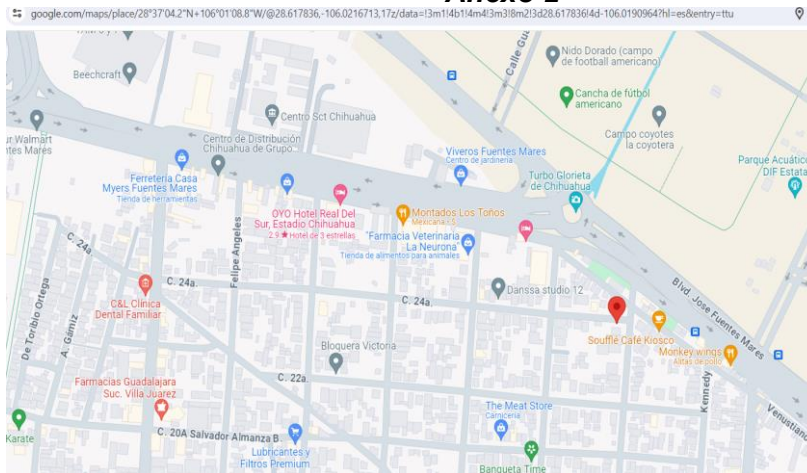 google.com/maps/place/28°37'04.2"N+106°01'08.8"W/@28.617836,-106.0216713,17z/data=!3m1!4b1!4m4!3m3!8m2!3d28.617836!4d-106.0190964?hl=es&entry=ttu
Beechcraft
Calle Gua
Nido Dorado (campo
de football americano)
Cancha de fútbol
americano
Centro Sct Chihuahua
Campo coyotes
la coyotera
ur Walmart
ntes Mares
Centro de Distribución
Chihuahua de Grupo...
Viveros Fuentes Mares
Centro de jardinería
Parque Acuático
DIF Estata
Ferretería Casa
Myers Fuentes Mares
Tienda de herramientas
Turbo Glorieta
de Chihuahua
OYO Hotel Real Del
Sur, Estadio Chihuahua
2.9 ★ Hotel de 3 estrellas
Montados Los Toños
Mexicana · $
"Farmacia Veterinaria
La Neurona"
Tienda de alimentos para animales
C. 24a.
Felipe Angeles
C. 24a.
Danssa studio 12
Blvd. Jose Fuentes Mares
De Toribio Ortega
A. Gámiz
C&L Clínica
Dental Familiar
C. 24a.
Soufflé Café Kiosco
Bloquera Victoria
Monkey wings
Alitas de pollo
C. 22a.
Kennedy
Farmacias Guadalajara
Suc. Villa Juarez
The Meat Store
Carnicería
Venustiano
Karate
C. 20A Salvador Almanza B.
Lubricantes y
Filtros Premium
Banqueta Time